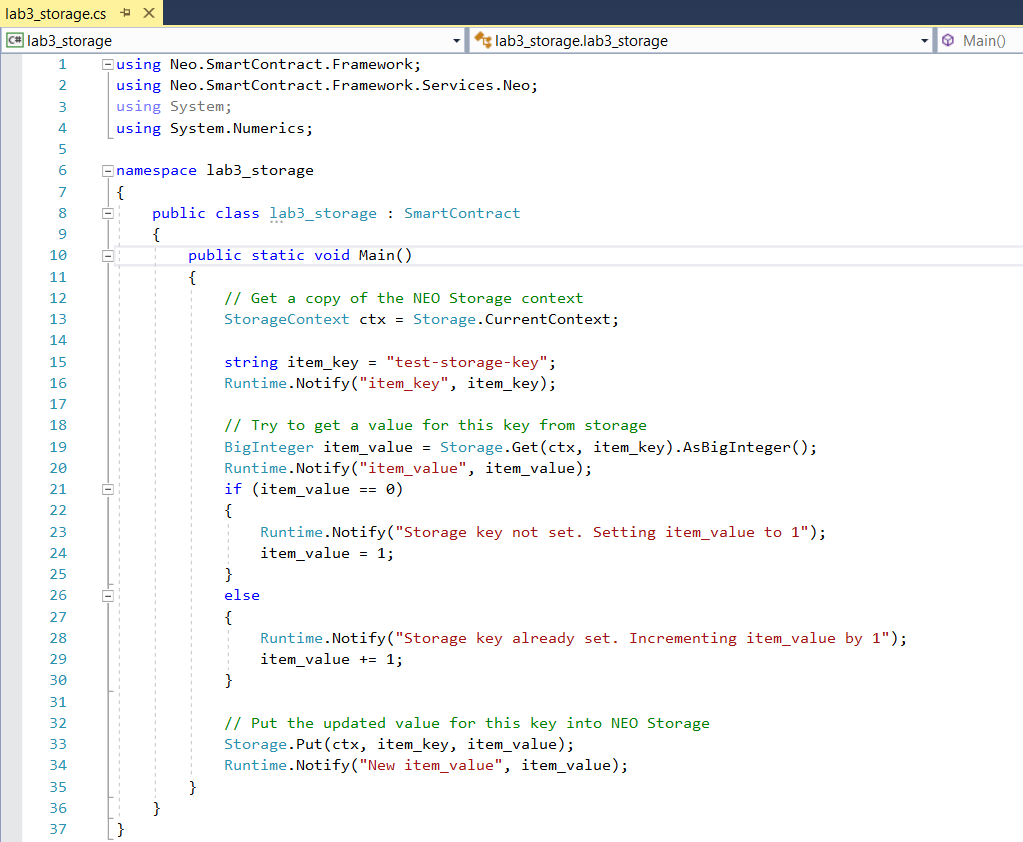 lab3_storage.cs
C# lab3_storage lab3_storage.lab3_storage Main()
1 using Neo.SmartContract.Framework;
2 using Neo.SmartContract.Framework.Services.Neo;
3 using System;
4 using System.Numerics;
5
6 namespace lab3_storage
7 {
8 public class lab3_storage : SmartContract
9 {
10 public static void Main()
11 {
12 // Get a copy of the NEO Storage context
13 StorageContext ctx = Storage.CurrentContext;
14
15 string item_key = "test-storage-key";
16 Runtime.Notify("item_key", item_key);
17
18 // Try to get a value for this key from storage
19 BigInteger item_value = Storage.Get(ctx, item_key).AsBigInteger();
20 Runtime.Notify("item_value", item_value);
21 if (item_value == 0)
22 {
23 Runtime.Notify("Storage key not set. Setting item_value to 1");
24 item_value = 1;
25 }
26 else
27 {
28 Runtime.Notify("Storage key already set. Incrementing item_value by 1");
29 item_value += 1;
30 }
31
32 // Put the updated value for this key into NEO Storage
33 Storage.Put(ctx, item_key, item_value);
34 Runtime.Notify("New item_value", item_value);
35 }
36 }
37 }